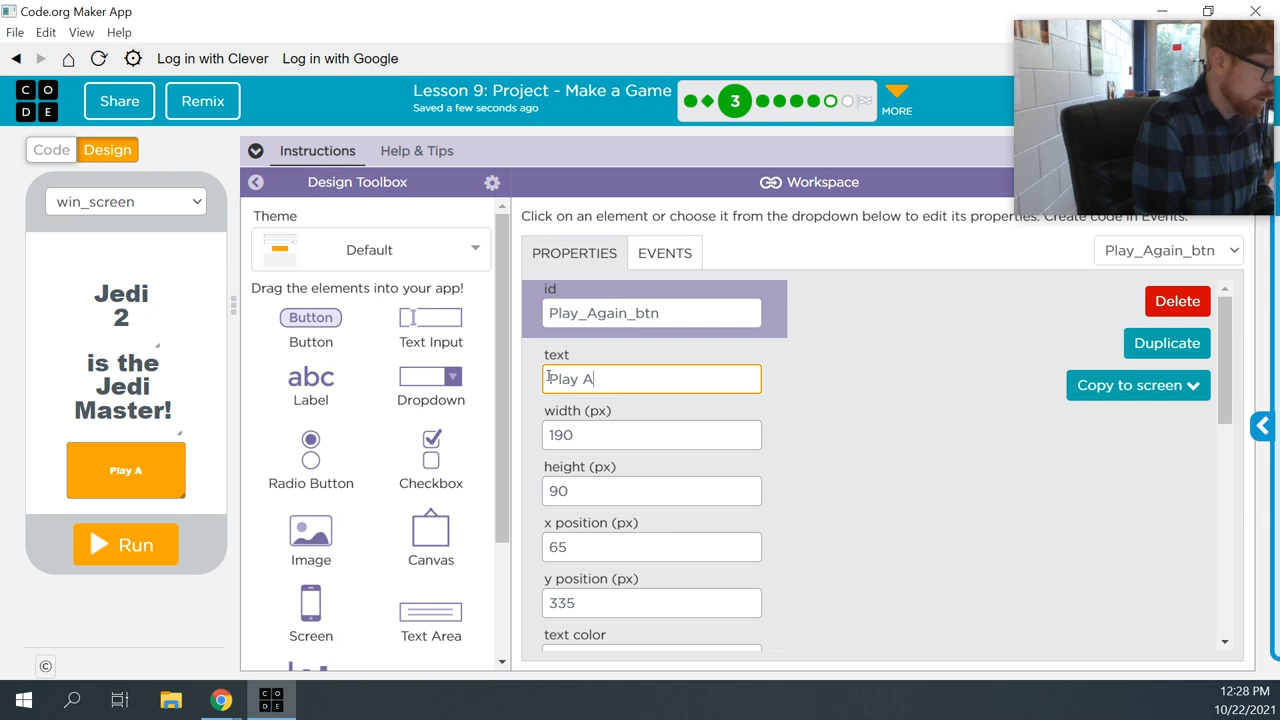 Code.org Maker App
File Edit View Help
Log in with Clever Log in with Google
C O D E
Share
Remix
Lesson 9: Project - Make a Game
Saved a few seconds ago
3
MORE
Code
Design
Instructions
Help & Tips
win_screen
Design Toolbox
Workspace
Theme
Default
Drag the elements into your app!
Button
Button
Text Input
abc
Label
Dropdown
Radio Button
Checkbox
Image
Canvas
Screen
Text Area
Jedi
2
is the
Jedi
Master!
Play A
Run
©
Click on an element or choose it from the dropdown below to edit its properties. Create code in Events.
PROPERTIES
EVENTS
Play_Again_btn
id
Play_Again_btn
text
Play A
width (px)
190
height (px)
90
x position (px)
65
y position (px)
335
text color
Delete
Duplicate
Copy to screen
C O D E
12:28 PM
10/22/2021